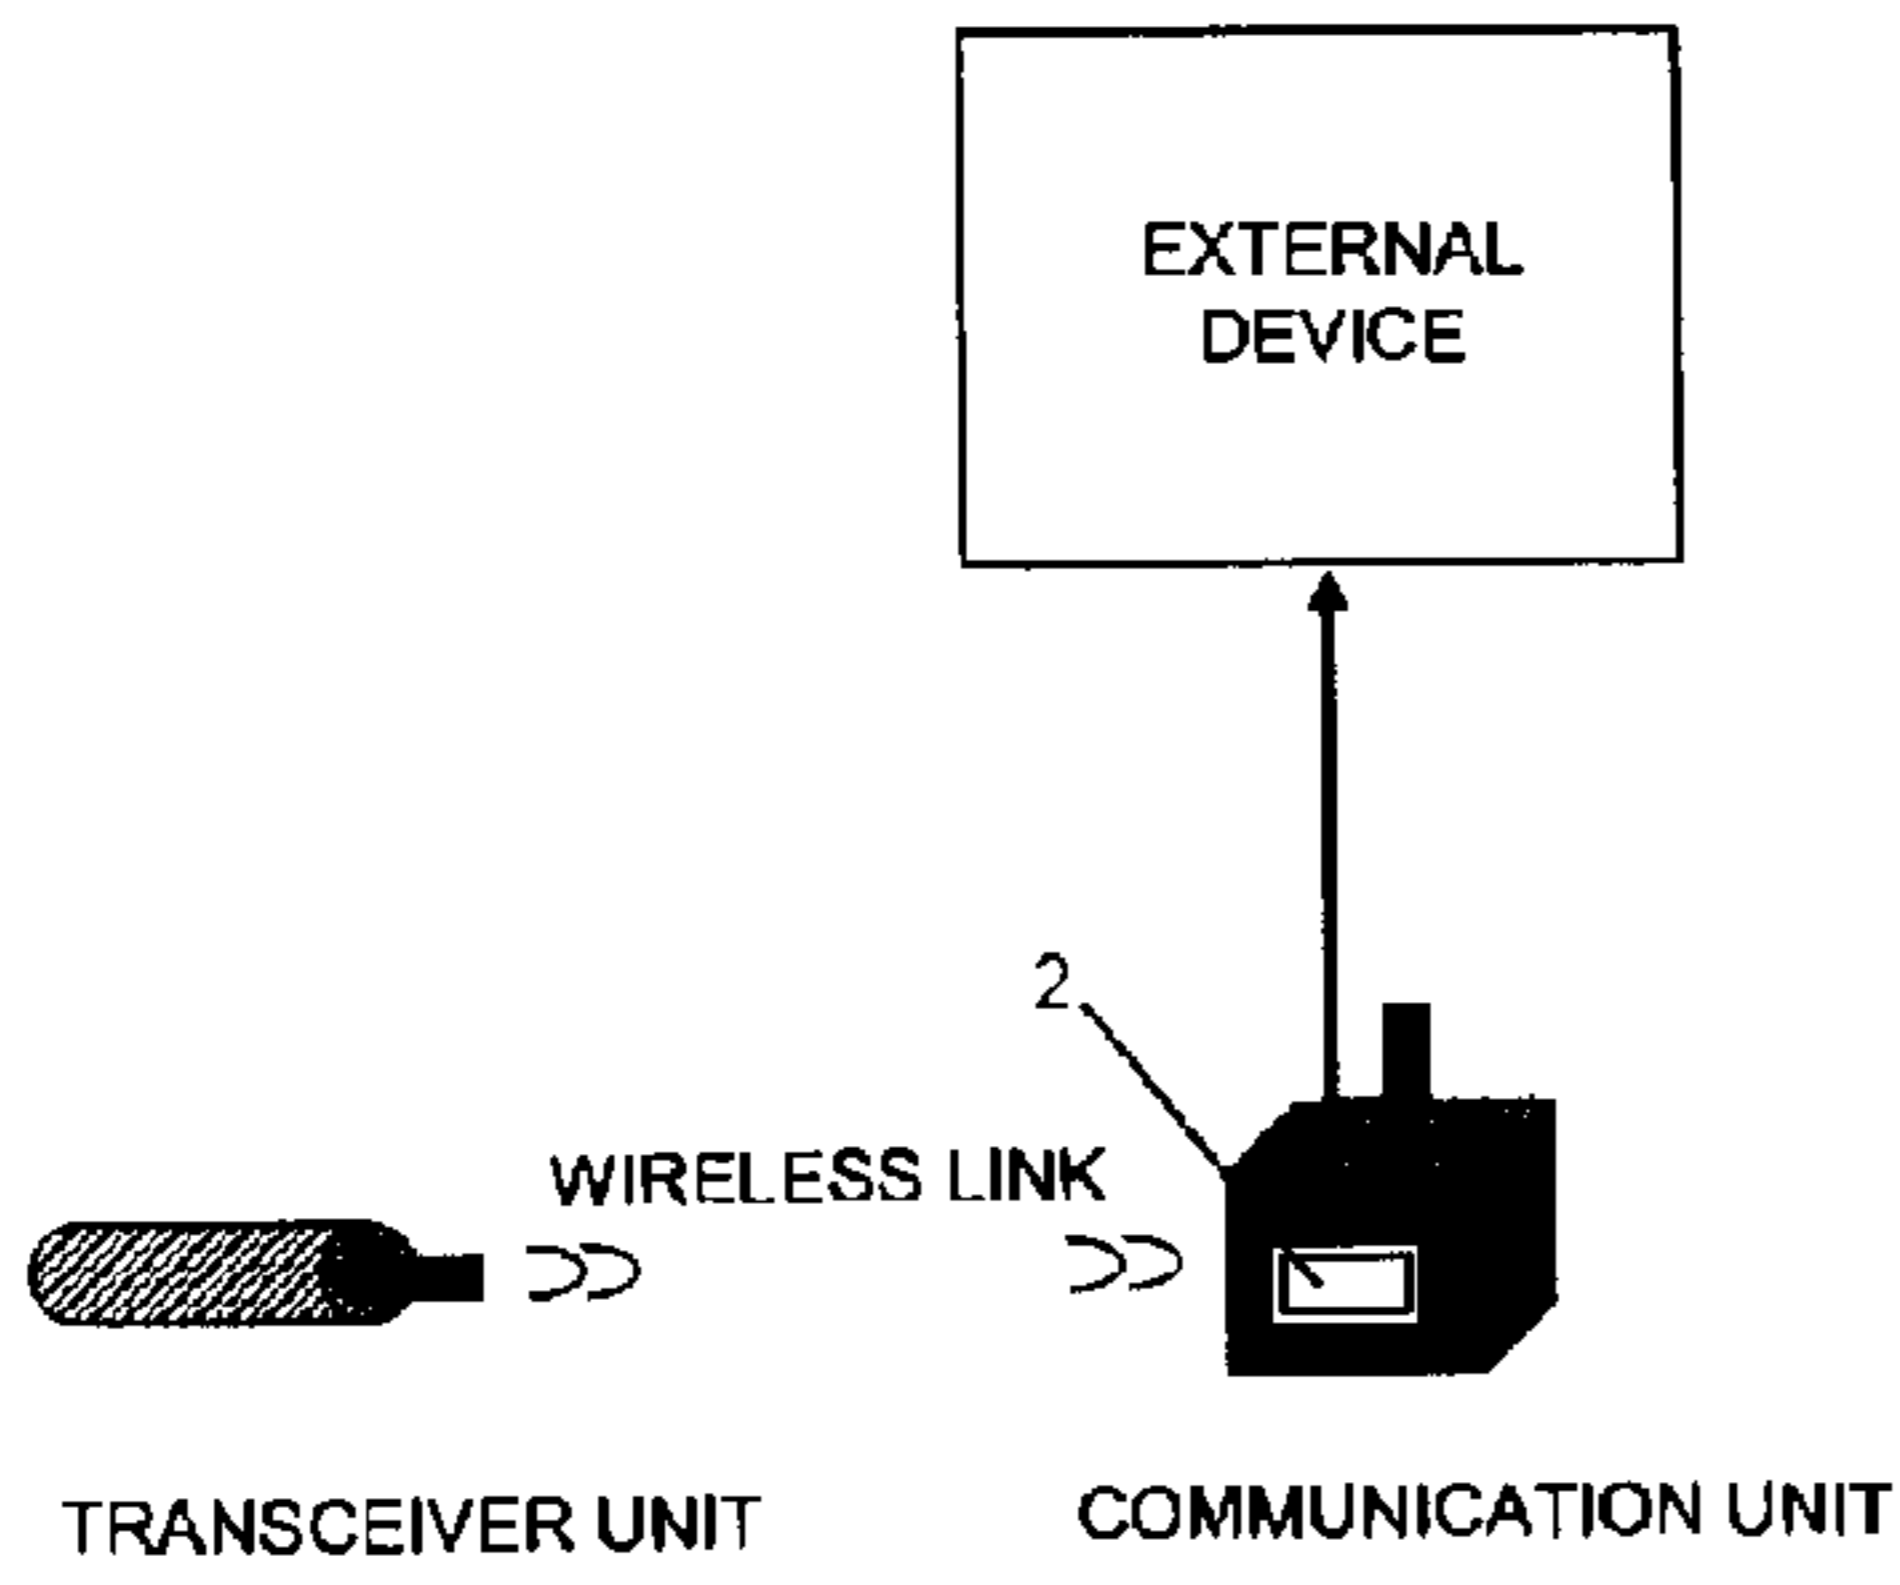 EXTERNAL
DEVICE
2
WIRELESS LINK
TRANSCEIVER UNIT
COMMUNICATION UNIT